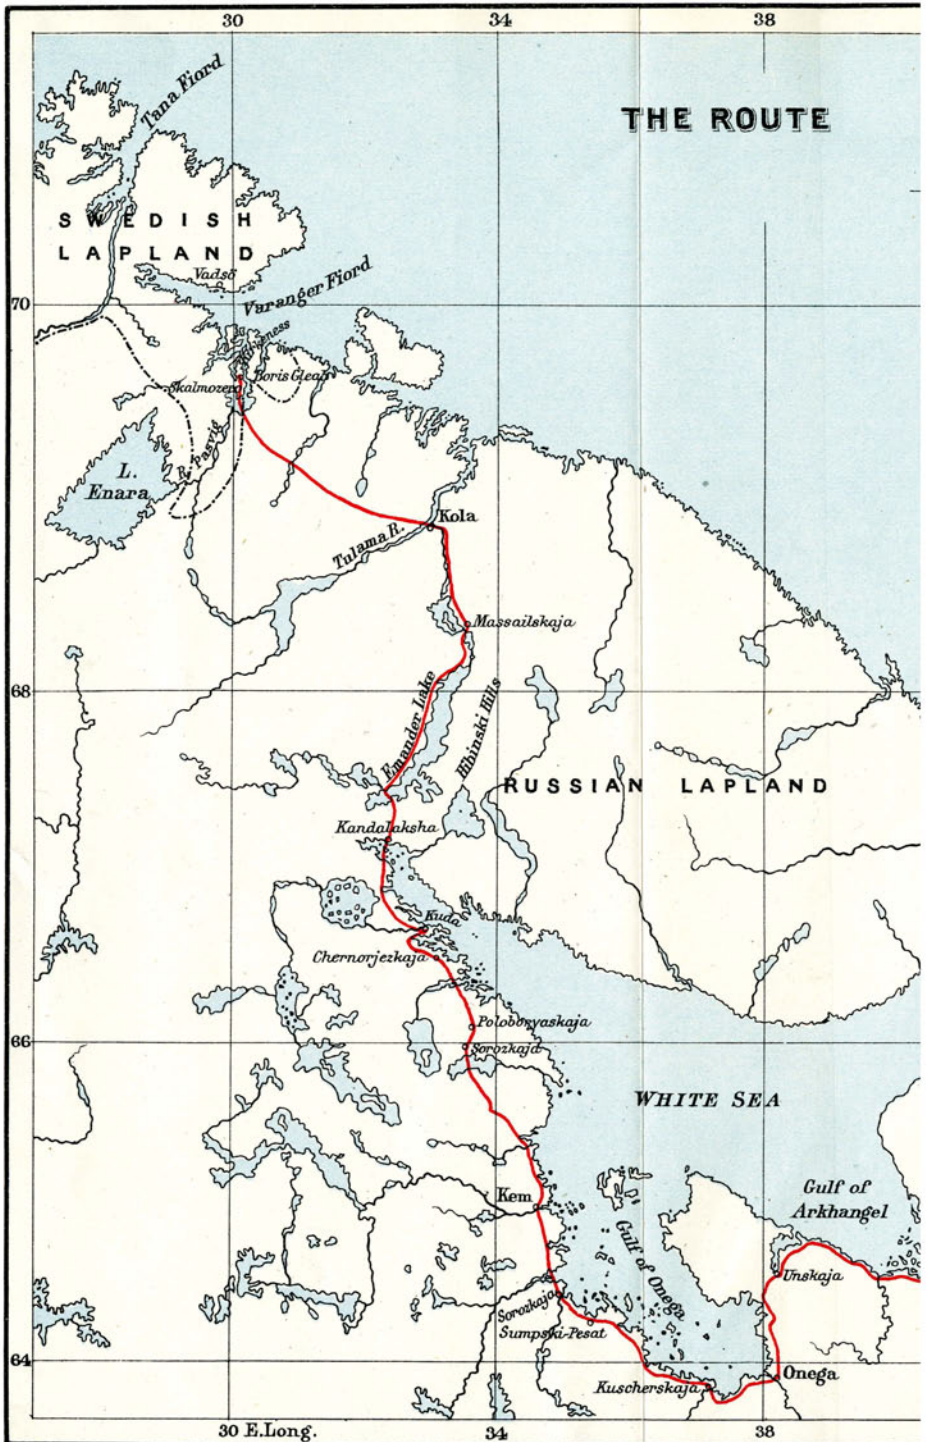 30 34 38
Tana Fiord
THE ROUTE
SWEDISH
LAPLAND
Vadsö
Varanger Fiord
70
Boris Gleab
Skalmozero
R. Pasvig
L.
Enara
Kola
Tulama R.
Massailskaja
68
Emander Lake
Hibinski Hills
RUSSIAN LAPLAND
Kandalaksha
Kuda
Chernorjezkaja
Poloboryaskaja
66
Sorozkaja
WHITE SEA
Kem
Gulf of
Arkhangel
Gulf of Onega
Unskaja
Sorozkaja
Sumpski-Pesat
64
Onega
Kuscherskaja
30 E.Long. 34 38